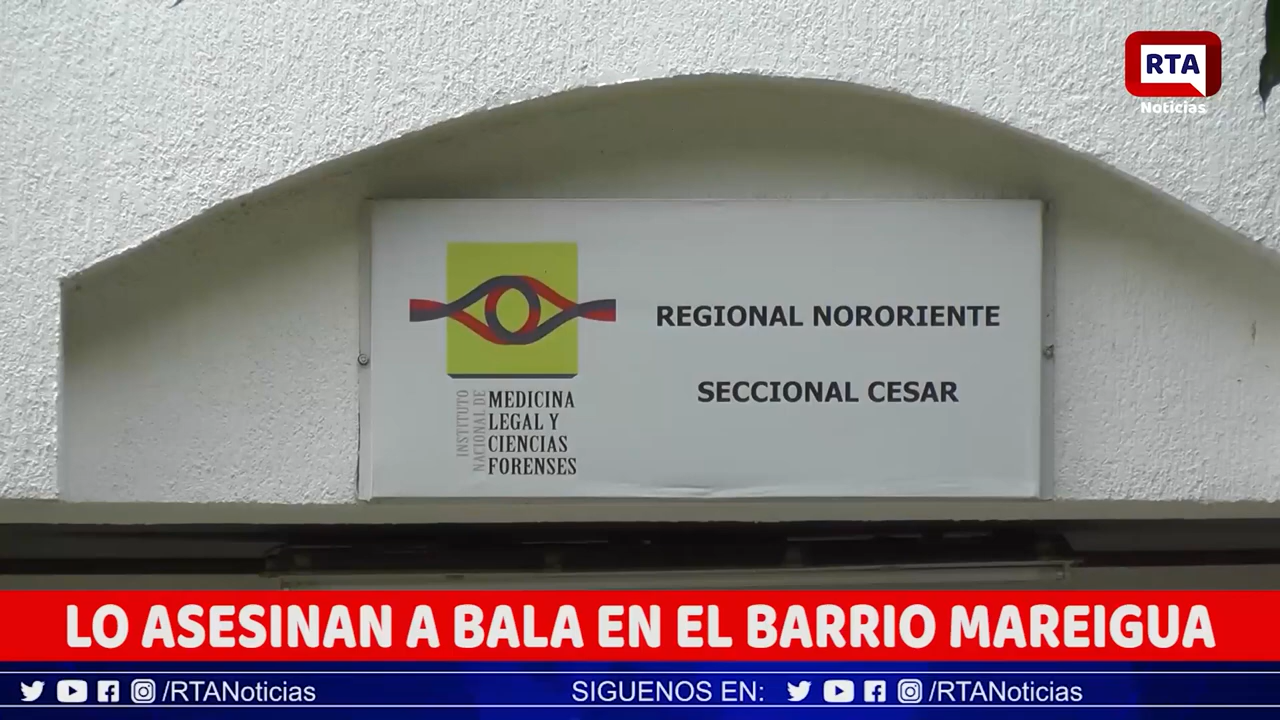 RTA
Noticias
REGIONAL NORORIENTE
SECCIONAL CESAR
INSTITUTO
NACIONAL DE
MEDICINA
LEGAL Y
CIENCIAS
FORENSES
LO ASESINAN A BALA EN EL BARRIO MAREIGUA
/RTANoticias SIGUENOS EN: /RTANoticias